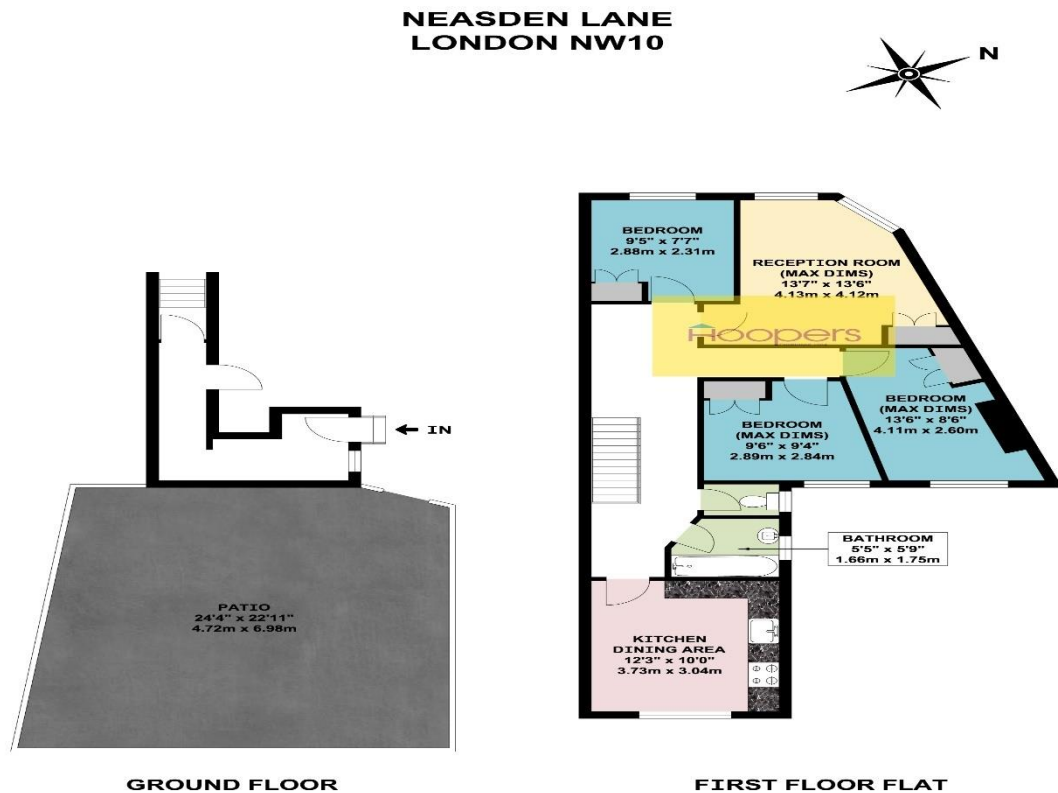 NEASDEN LANE
LONDON NW10
N
IN
PATIO
24'4" x 22'11"
4.72m x 6.98m
GROUND FLOOR
BEDROOM
9'5" x 7'7"
2.88m x 2.31m
RECEPTION ROOM
(MAX DIMS)
13'7" x 13'6"
4.13m x 4.12m
Hoopers
BEDROOM
(MAX DIMS)
13'6" x 8'6"
4.11m x 2.60m
BEDROOM
(MAX DIMS)
9'6" x 9'4"
2.89m x 2.84m
BATHROOM
5'5" x 5'9"
1.66m x 1.75m
KITCHEN
DINING AREA
12'3" x 10'0"
3.73m x 3.04m
FIRST FLOOR FLAT